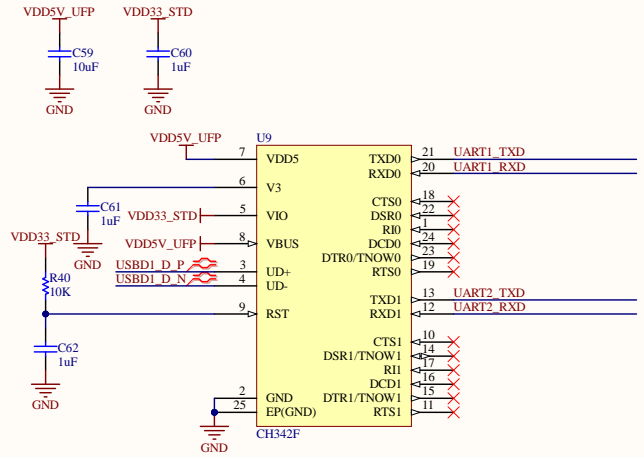 VDD5V_UFP
VDD33_STD
C59
10uF
C60
1uF
GND
GND
U9
VDD5V_UFP
7
VDD5
TXD0
21
UART1_TXD
RXD0
20
UART1_RXD
6
V3
C61
1uF
CTS0
18
VDD33_STD
5
VIO
DSR0
22
RI0
1
VDD5V_UFP
8
VBUS
DCD0
24
DTR0/TNOW0
23
GND
VDD33_STD
USBD1_D_P
3
UD+
RTS0
19
USBD1_D_N
4
UD-
R40
10K
TXD1
13
UART2_TXD
9
RST
RXD1
12
UART2_RXD
C62
1uF
CTS1
10
DSR1/TNOW1
14
RI1
17
DCD1
16
GND
2
GND
DTR1/TNOW1
15
25
EP(GND)
RTS1
11
GND
CH342F